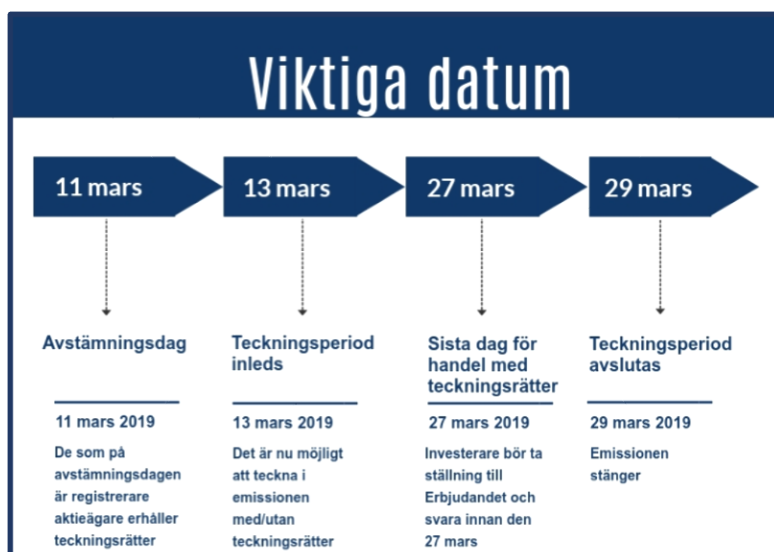 Viktiga datum
11 mars
13 mars
27 mars
29 mars
Avstämningsdag
11 mars 2019
De som på
avstämningsdagen
är registrerare
aktieägare erhåller
teckningsrätter
Teckningsperiod
inleds
13 mars 2019
Det är nu möjligt
att teckna i
emissionen
med/utan
teckningsrätter
Sista dag för
handel med
teckningsrätter
27 mars 2019
Investerare bör ta
ställning till
Erbjudandet och
svara innan den
27 mars
Teckningsperiod
avslutas
29 mars 2019
Emissionen
stänger